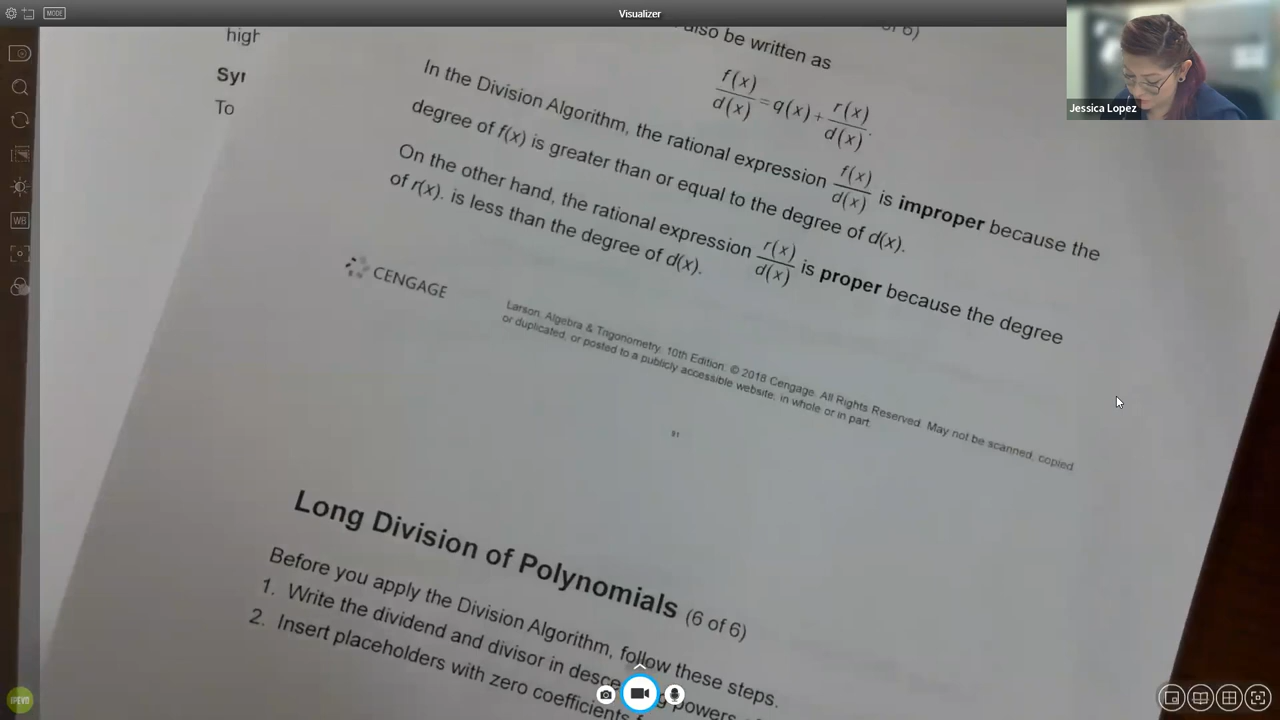 MODE
Visualizer
Jessica Lopez
WB
high
Syr
To
also be written as
f(x)/d(x) = q(x) + r(x)/d(x).
In the Division Algorithm, the rational expression f(x)/d(x) is improper because the
degree of f(x) is greater than or equal to the degree of d(x).
On the other hand, the rational expression r(x)/d(x) is proper because the degree
of r(x). is less than the degree of d(x).
CENGAGE
Larson, Algebra & Trigonometry, 10th Edition. © 2018 Cengage. All Rights Reserved. May not be scanned, copied
or duplicated, or posted to a publicly accessible website, in whole or in part.
Long Division of Polynomials (6 of 6)
Before you apply the Division Algorithm, follow these steps.
1. Write the dividend and divisor in desce g powers
2. Insert placeholders with zero coefficients
IPEVO